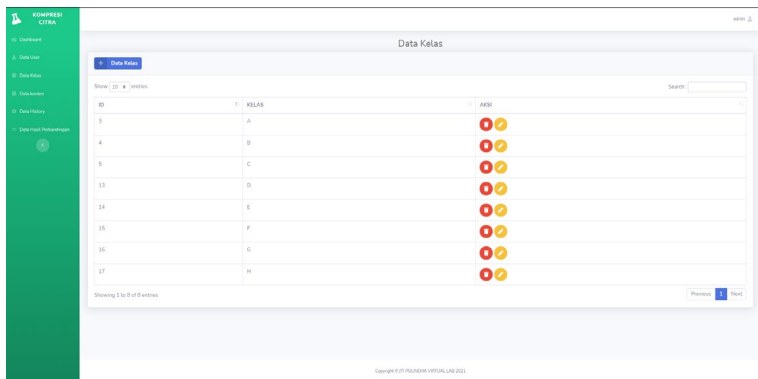 KOMPRESI
CITRA
admin
Dashboard
Data User
Data Kelas
Data konten
Data History
Data Hasil Perbandingan
Data Kelas
+ Data Kelas
Show 10 entries
Search:
ID KELAS AKSI
3 A
4 B
9 C
13 D
14 E
15 F
16 G
17 H
Showing 1 to 8 of 8 entries
Previous 1 Next
Copyright © JTI POLINEMA VIRTUAL LAB 2021